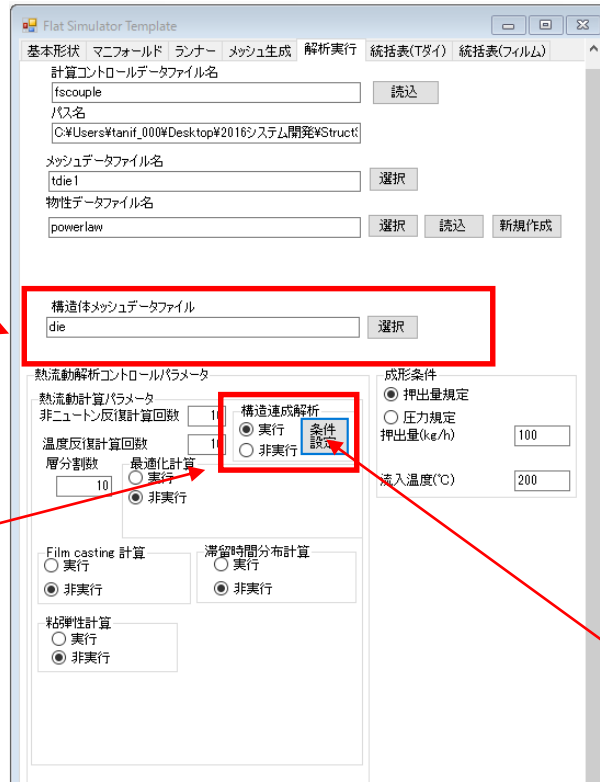 Flat Simulator Template
基本形状 マニフォールド ランナー メッシュ生成 解析実行 統括表(Tダイ) 統括表(フィルム)
計算コントロールデータファイル名
fscouple 読込
パス名
C:¥Users¥tanif_000¥Desktop¥2016システム開発¥Struct
メッシュデータファイル名
tdie1 選択
物性データファイル名
powerlaw 選択 読込 新規作成
構造体メッシュデータファイル
die 選択
熱流動解析コントロールパラメータ
熱流動計算パラメータ
非ニュートン反復計算回数 10
温度反復計算回数 10
層分割数
10
最適化計算
実行
非実行
構造連成解析
実行
非実行
条件
設定
Film casting 計算
実行
非実行
滞留時間分布計算
実行
非実行
粘弾性計算
実行
非実行
成形条件
押出量規定
圧力規定
押出量(kg/h) 100
流入温度(℃) 200